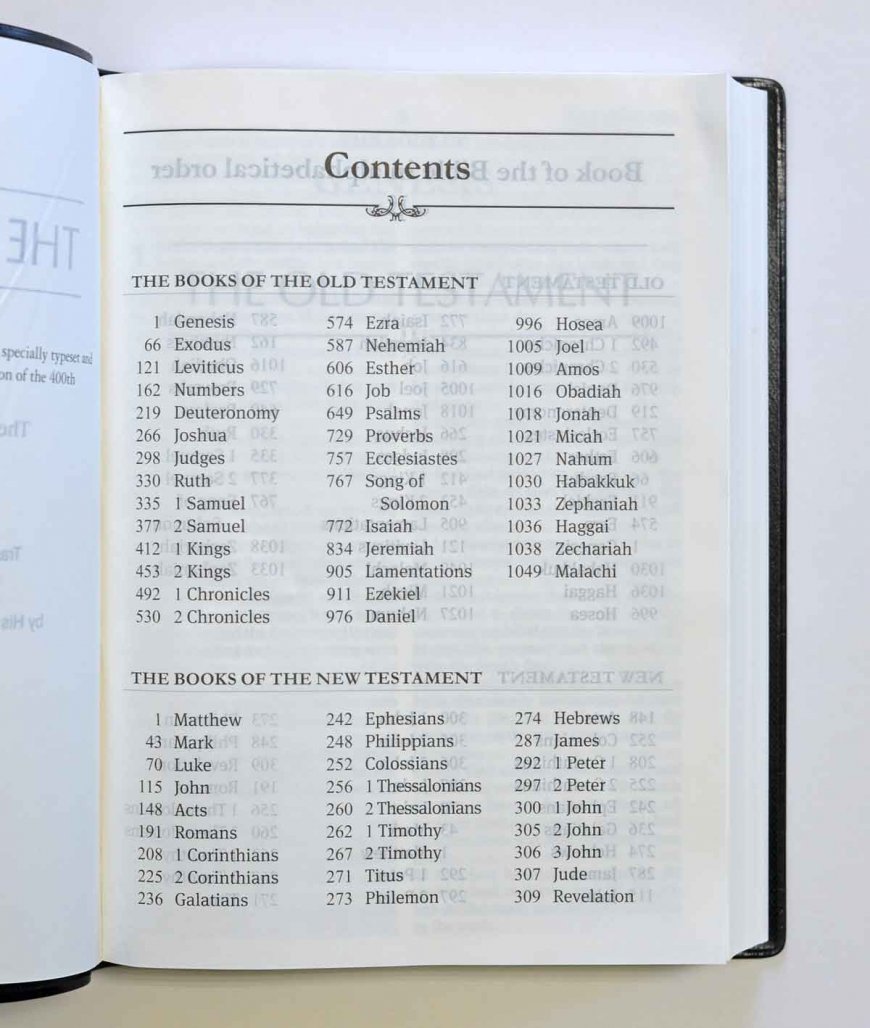 specially typeset and
on of the 400th
Contents
THE BOOKS OF THE OLD TESTAMENT
1 Genesis
66 Exodus
121 Leviticus
162 Numbers
219 Deuteronomy
266 Joshua
298 Judges
330 Ruth
335 1 Samuel
377 2 Samuel
412 1 Kings
453 2 Kings
492 1 Chronicles
530 2 Chronicles
574 Ezra
587 Nehemiah
606 Esther
616 Job
649 Psalms
729 Proverbs
757 Ecclesiastes
767 Song of
Solomon
772 Isaiah
834 Jeremiah
905 Lamentations
911 Ezekiel
976 Daniel
996 Hosea
1005 Joel
1009 Amos
1016 Obadiah
1018 Jonah
1021 Micah
1027 Nahum
1030 Habakkuk
1033 Zephaniah
1036 Haggai
1038 Zechariah
1049 Malachi
THE BOOKS OF THE NEW TESTAMENT
1 Matthew
43 Mark
70 Luke
115 John
148 Acts
191 Romans
208 1 Corinthians
225 2 Corinthians
236 Galatians
242 Ephesians
248 Philippians
252 Colossians
256 1 Thessalonians
260 2 Thessalonians
262 1 Timothy
267 2 Timothy
271 Titus
273 Philemon
274 Hebrews
287 James
292 1 Peter
297 2 Peter
300 1 John
305 2 John
306 3 John
307 Jude
309 Revelation